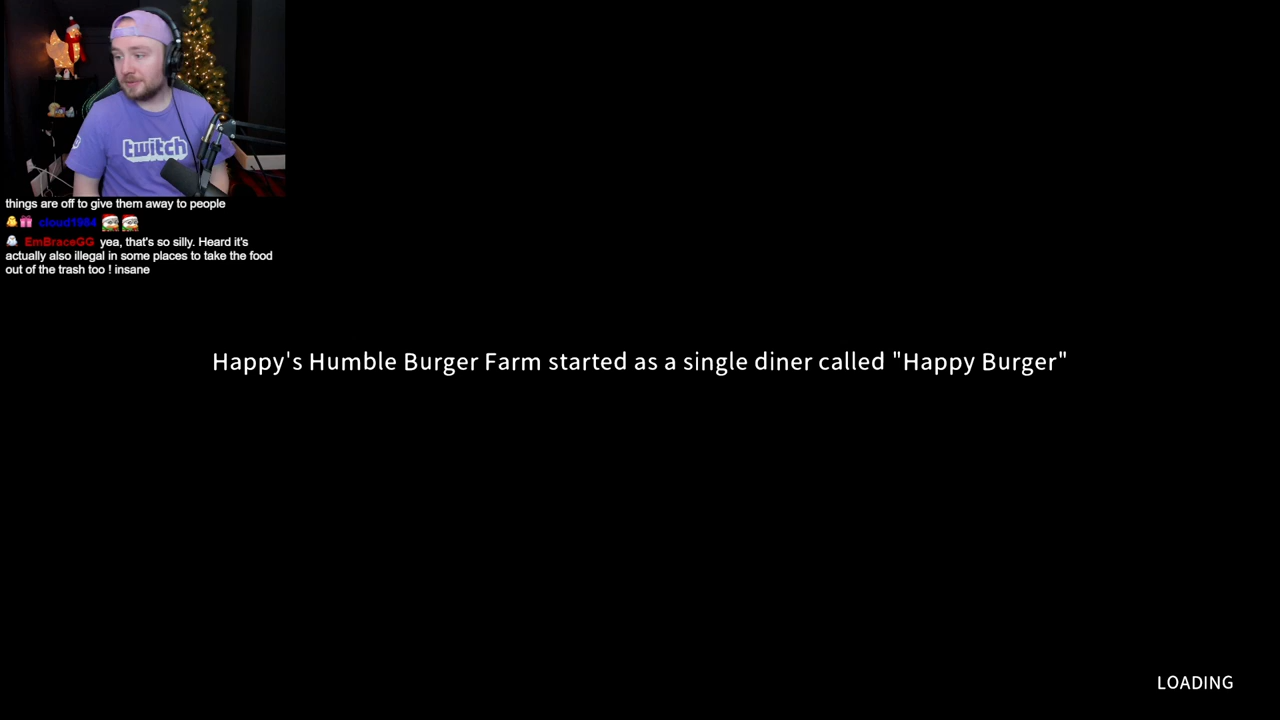 twitch
things are off to give them away to people
cloud1984
EmBraceGG yea, that's so silly. Heard it's
actually also illegal in some places to take the food
out of the trash too ! insane
Happy's Humble Burger Farm started as a single diner called "Happy Burger"
LOADING